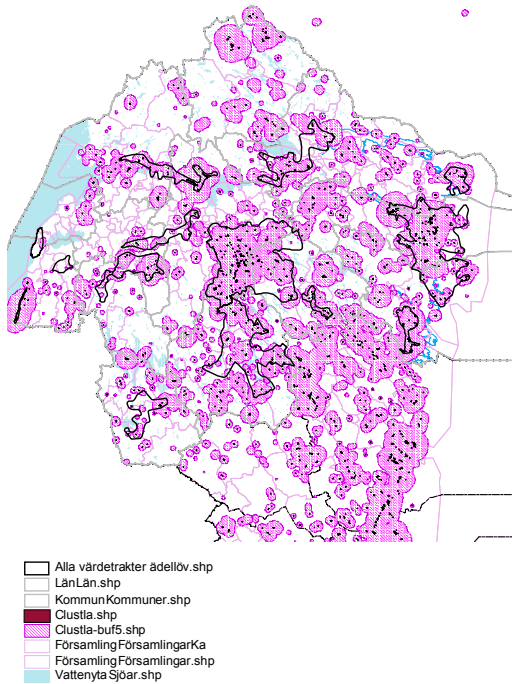 Alla värdetrakter ädellöv.shp
LänLän.shp
KommunKommuner.shp
Clustla.shp
Clustla-buf5.shp
FörsamlingFörsamlingarKa
FörsamlingFörsamlingar.shp
VattenytaSjöar.shp